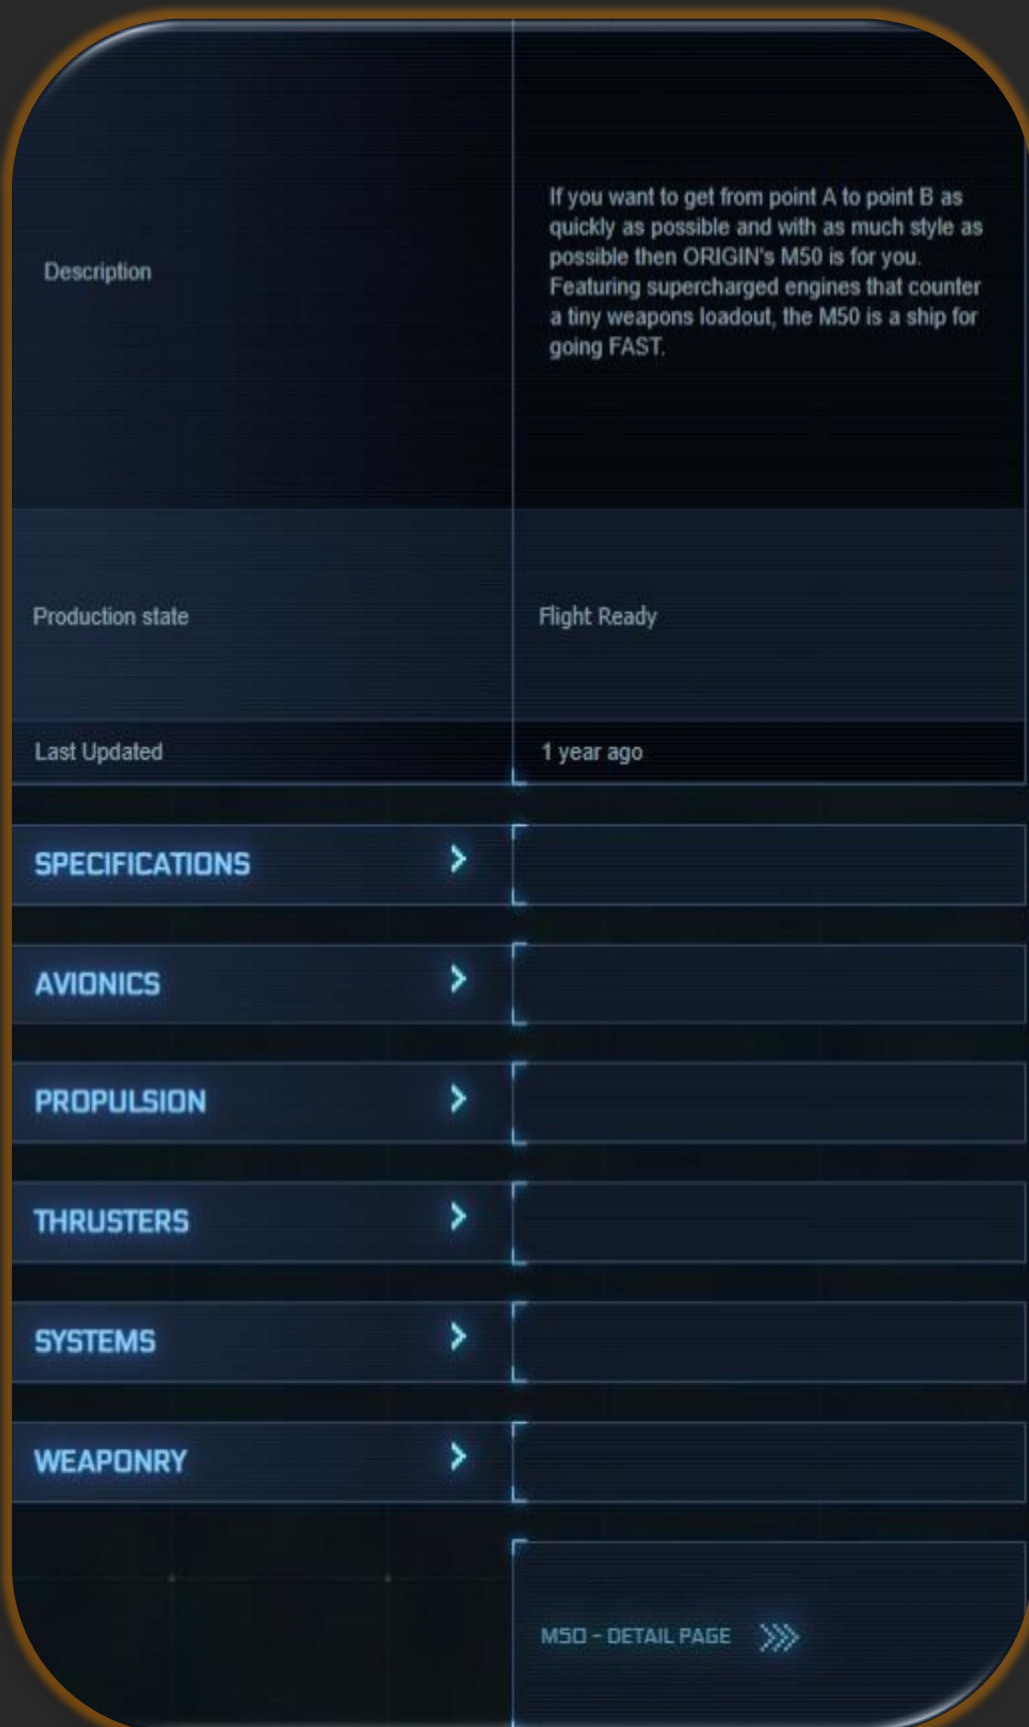 Description
If you want to get from point A to point B as
quickly as possible and with as much style as
possible then ORIGIN's M50 is for you.
Featuring supercharged engines that counter
a tiny weapons loadout, the M50 is a ship for
going FAST.
Production state
Flight Ready
Last Updated
1 year ago
SPECIFICATIONS
AVIONICS
PROPULSION
THRUSTERS
SYSTEMS
WEAPONRY
M50 - DETAIL PAGE